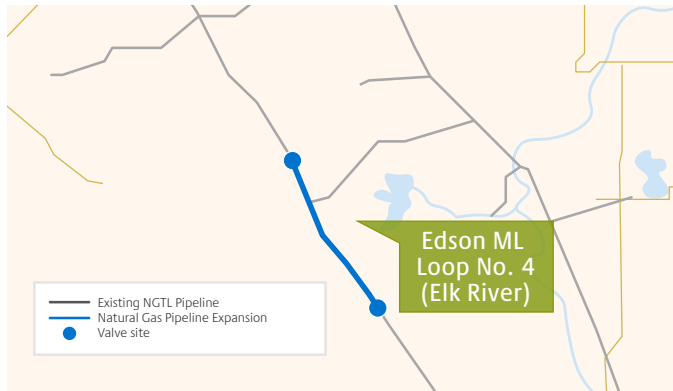 Edson ML
Loop No. 4
(Elk River)
Existing NGTL Pipeline
Natural Gas Pipeline Expansion
Valve site